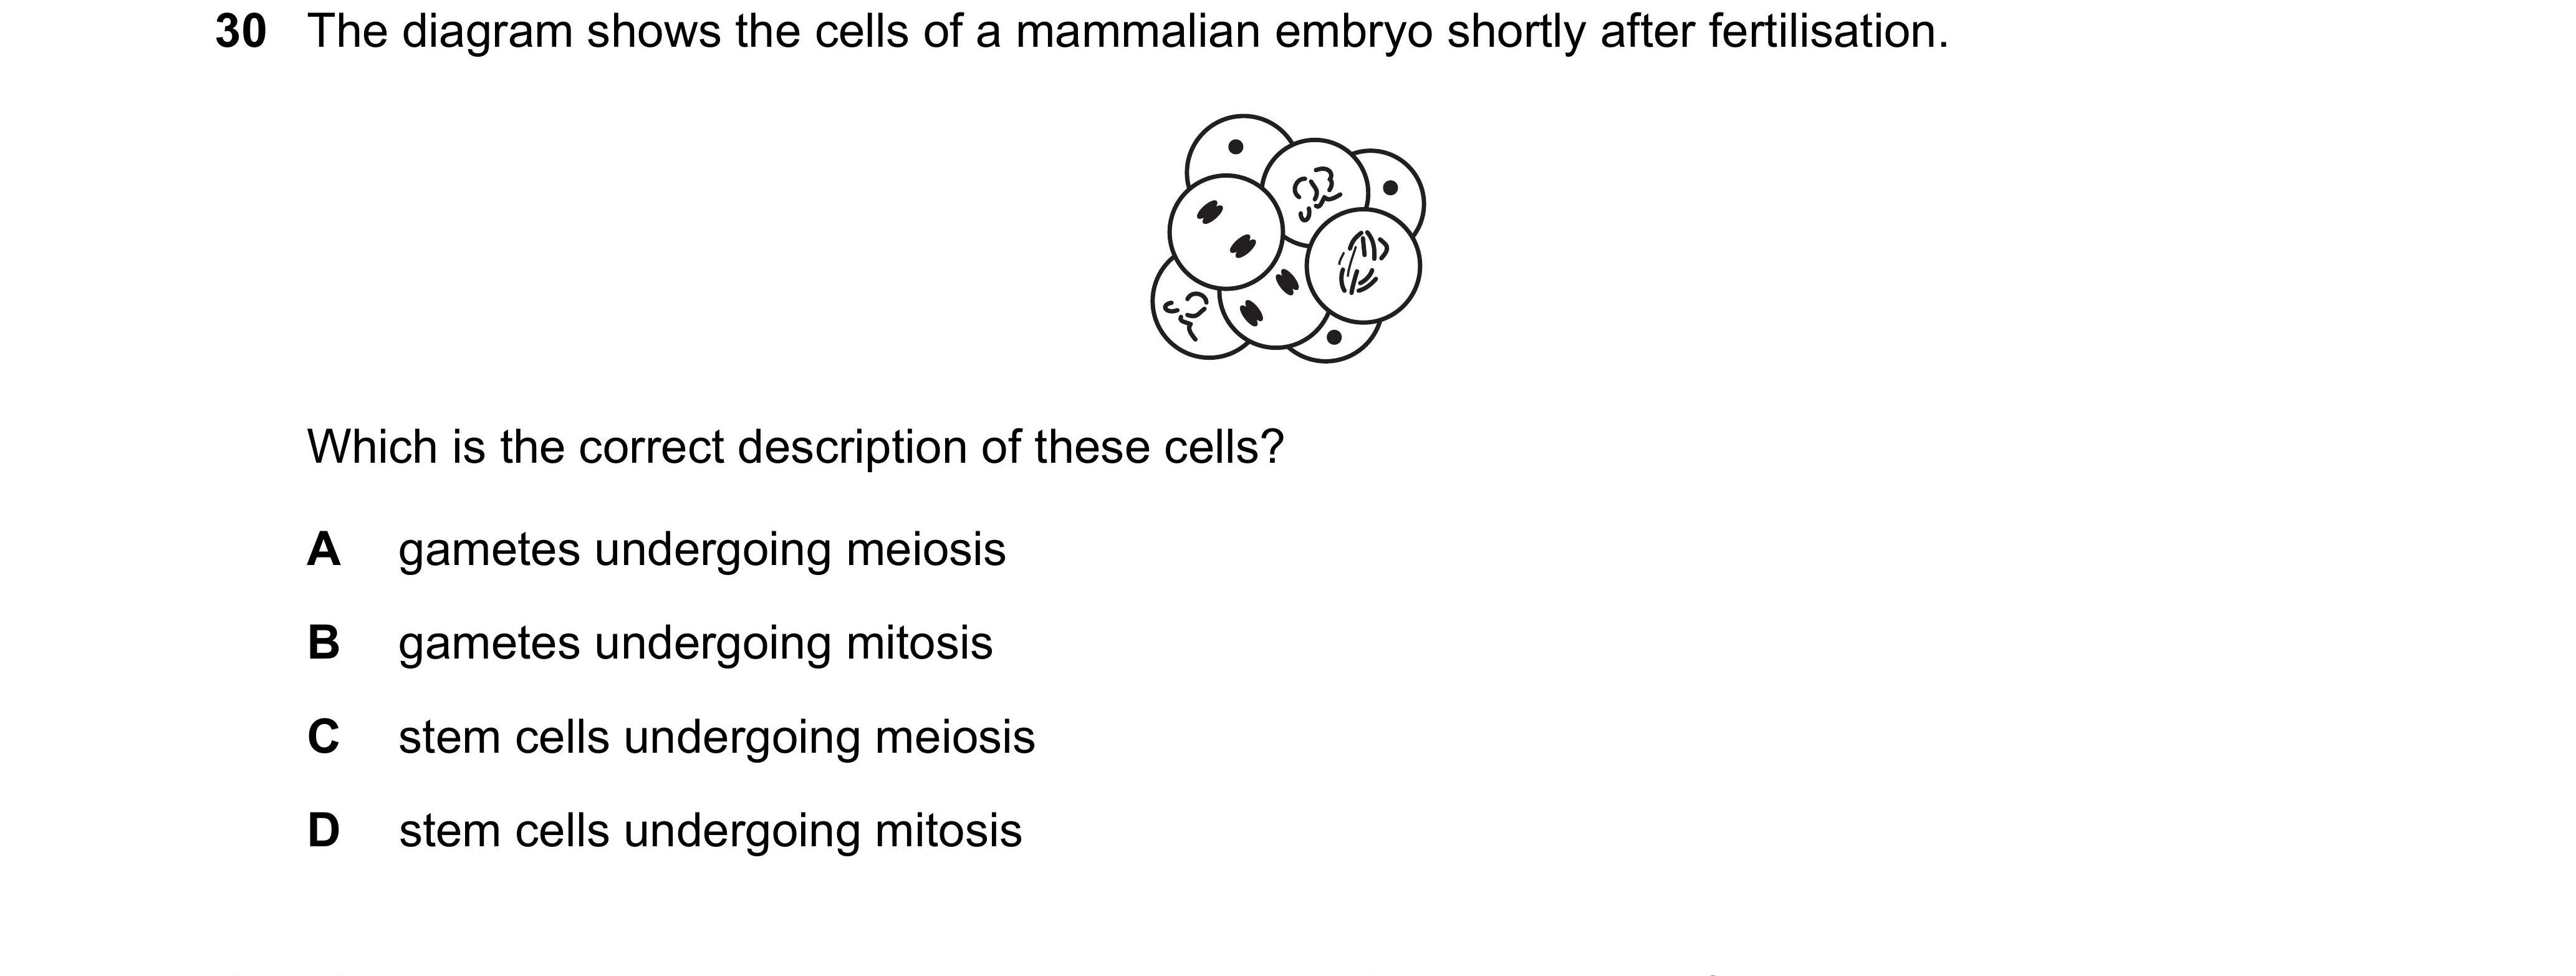 30 The diagram shows the cells of a mammalian embryo shortly after fertilisation.
Which is the correct description of these cells?
A gametes undergoing meiosis
B gametes undergoing mitosis
C stem cells undergoing meiosis
D stem cells undergoing mitosis